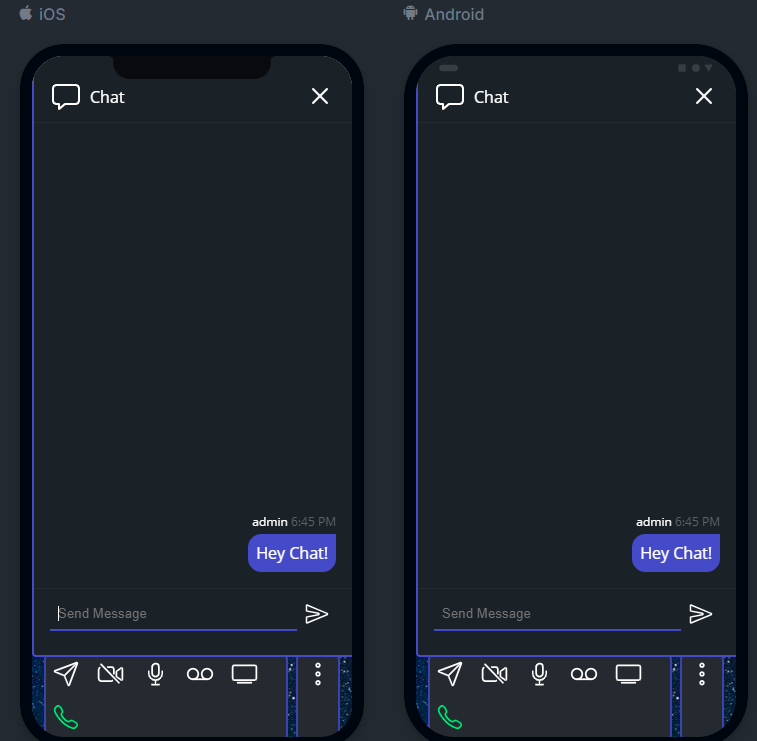 iOS
Chat
admin 6:45 PM
Hey Chat!
Send Message
Android
Chat
admin 6:45 PM
Hey Chat!
Send Message